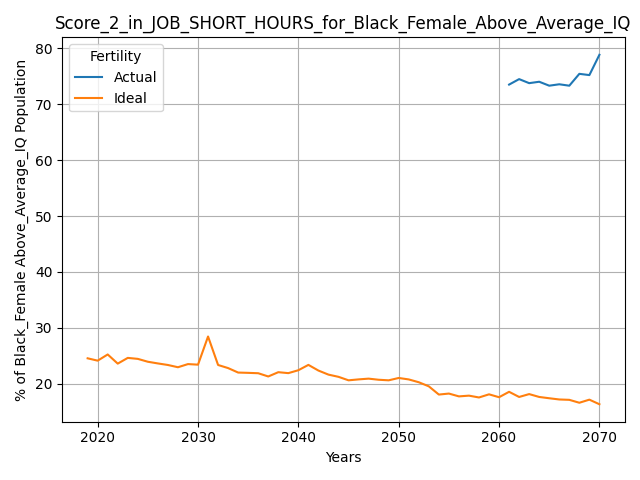 Score_2_in_JOB_SHORT_HOURS_for_Black_Female_Above_Average_IQ
Fertility
Actual
Ideal
% of Black_Female Above_Average_IQ Population
80
70
60
50
40
30
20
2020
2030
2040
2050
2060
2070
Years